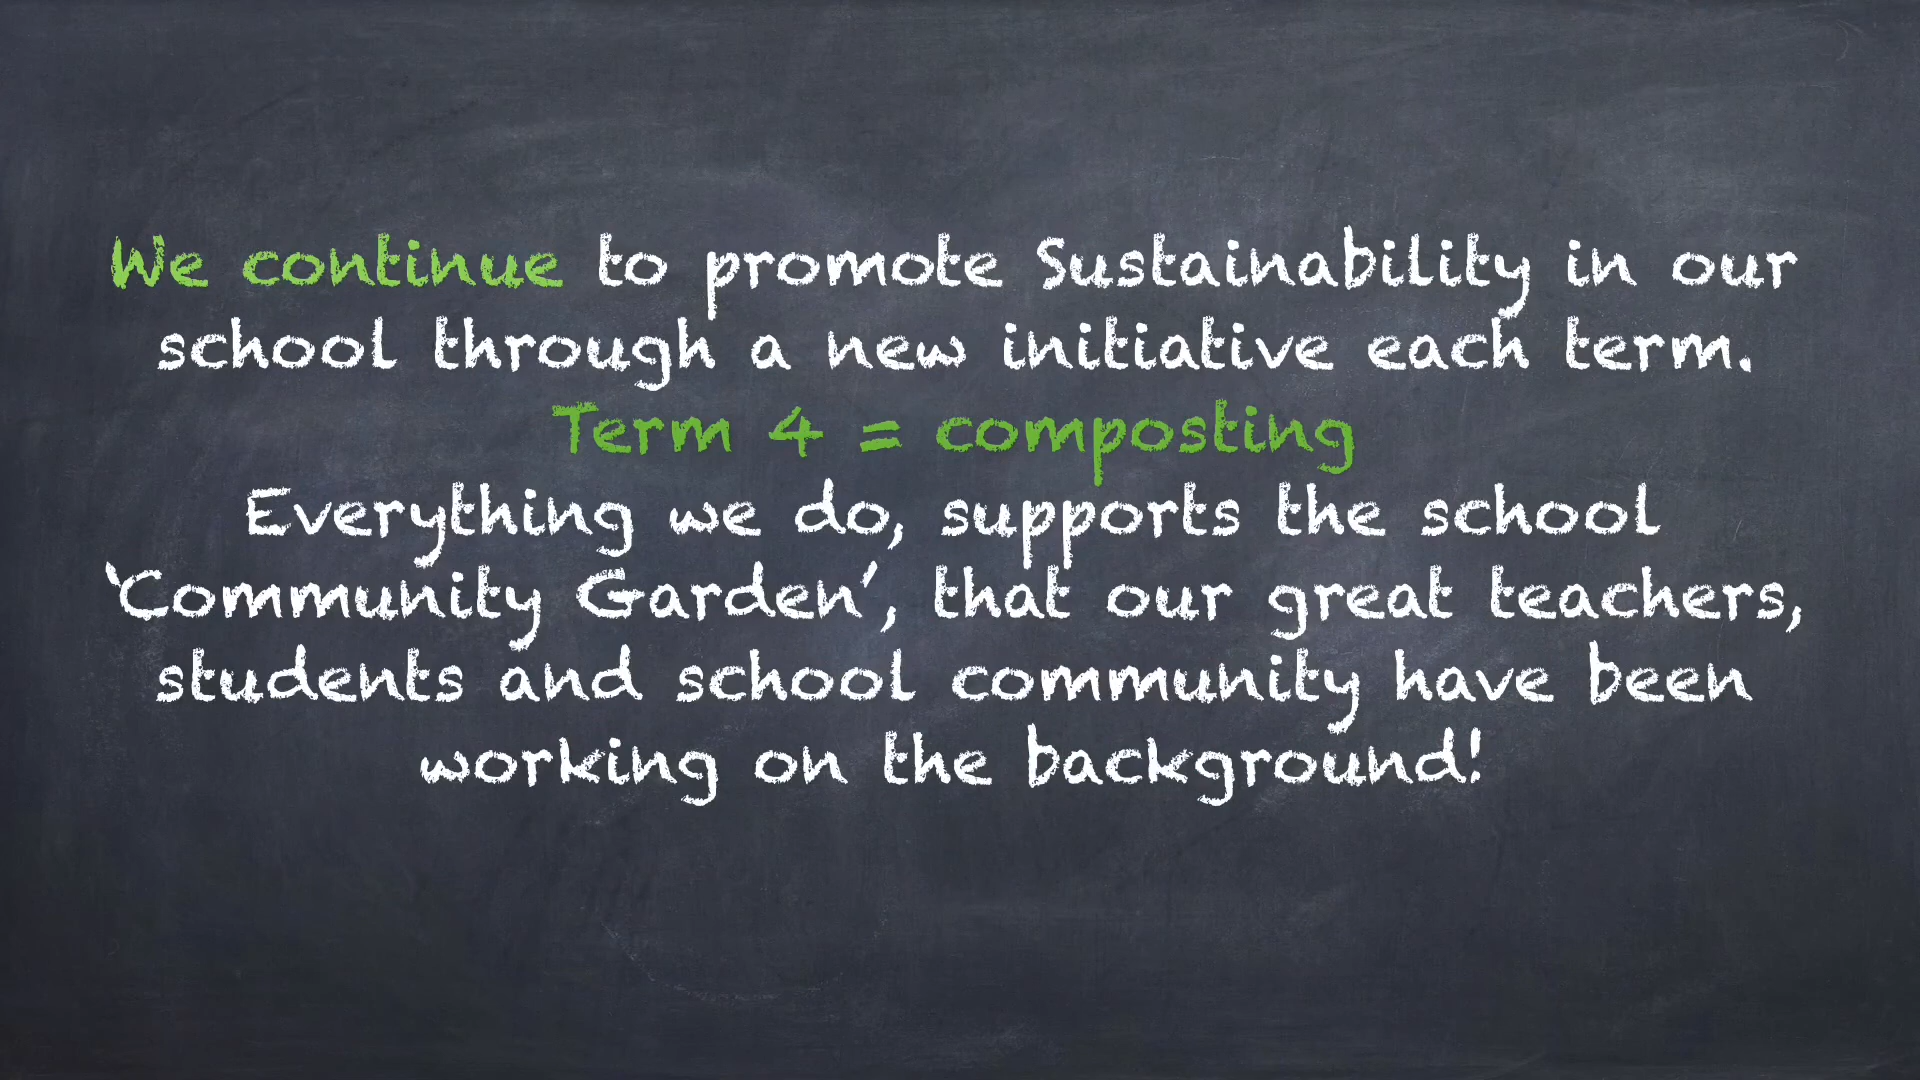 We continue to promote Sustainability in our
school through a new initiative each term.
Term 4 = composting
Everything we do, supports the school
‘Community Garden’, that our great teachers,
students and school community have been
working on the background!